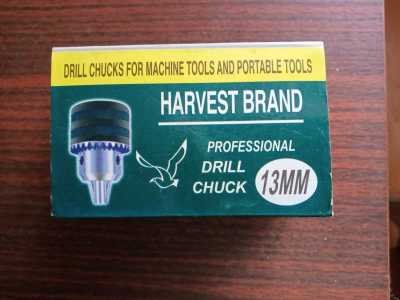 DRILL CHUCKS FOR MACHINE TOOLS AND PORTABLE TOOLS
HARVEST BRAND
PROFESSIONAL
DRILL
CHUCK 13MM